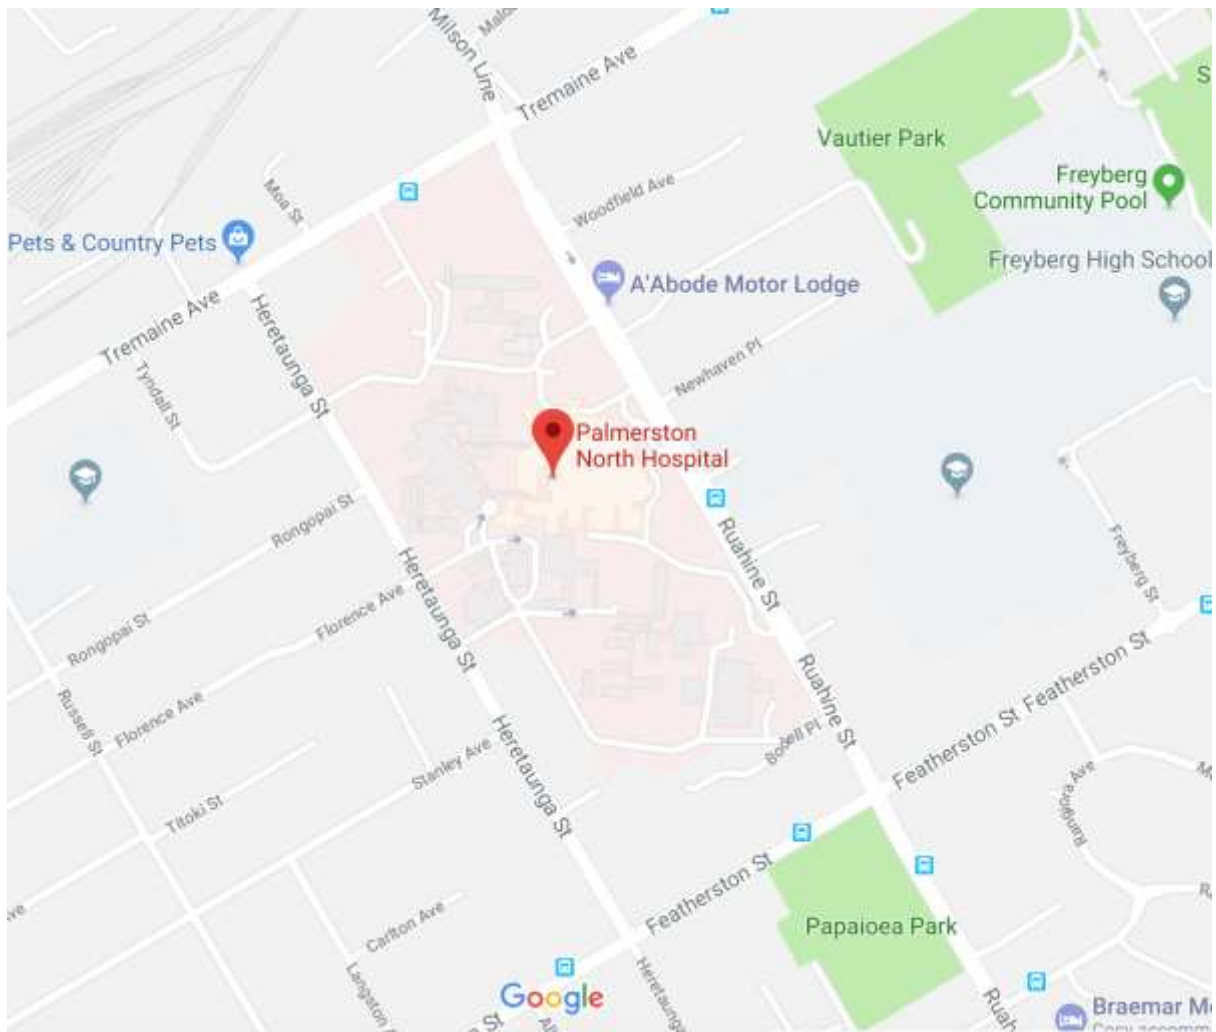 Milson Line
Tremaine Ave
Vautier Park
Freyberg
Community Pool
Woodfield Ave
Moa St
Pets & Country Pets
Freyberg High School
A'Abode Motor Lodge
Tremaine Ave
Heretaunga St
Newhaven Pl
Tyndall St
Palmerston
North Hospital
Rongopai St
Ruahine St
Freyberg St
Heretaunga St
Florence Ave
Rongopai St
Ruahine St
Featherston St
Featherston St
Russell St
Florence Ave
Stanley Ave
Heretaunga St
Bodell Pl
Rangiora Ave
Titoki St
Featherston St
Carlton Ave
Papaioea Park
Langston
Google
Braemar